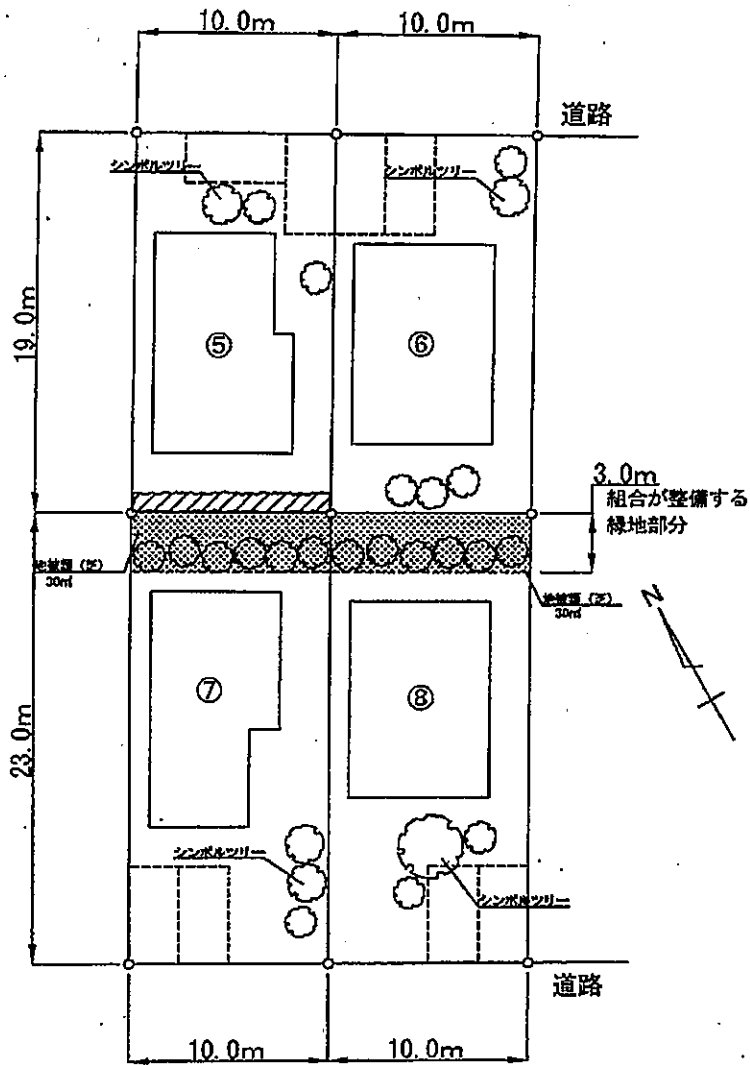 10.0m
10.0m
道路
シンボルツリー
シンボルツリー
19.0m
⑤
⑥
3.0m
組合が整備する
緑地部分
地被類 (芝)
30㎡
地被類 (芝)
30㎡
N
⑦
⑧
23.0m
シンボルツリー
シンボルツリー
道路
10.0m
10.0m